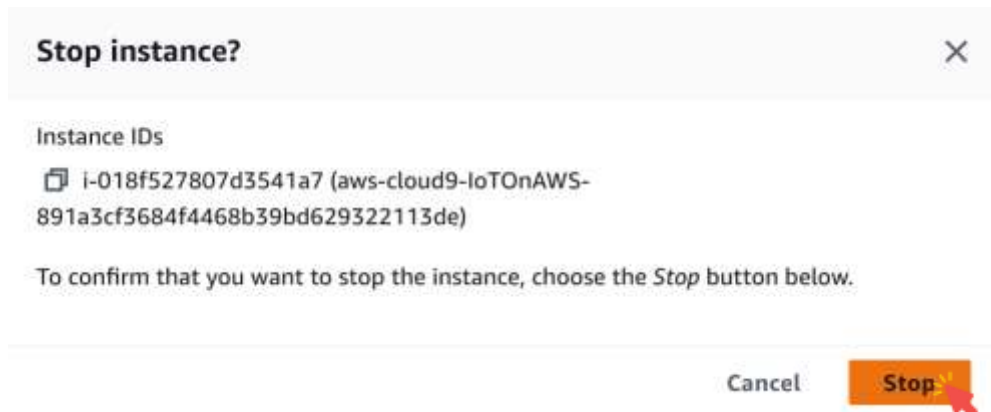 Stop instance?
Instance IDs
i-018f527807d3541a7 (aws-cloud9-IoTOnAWS-
891a3cf3684f4468b39bd629322113de)
To confirm that you want to stop the instance, choose the Stop button below.
Cancel
Stop